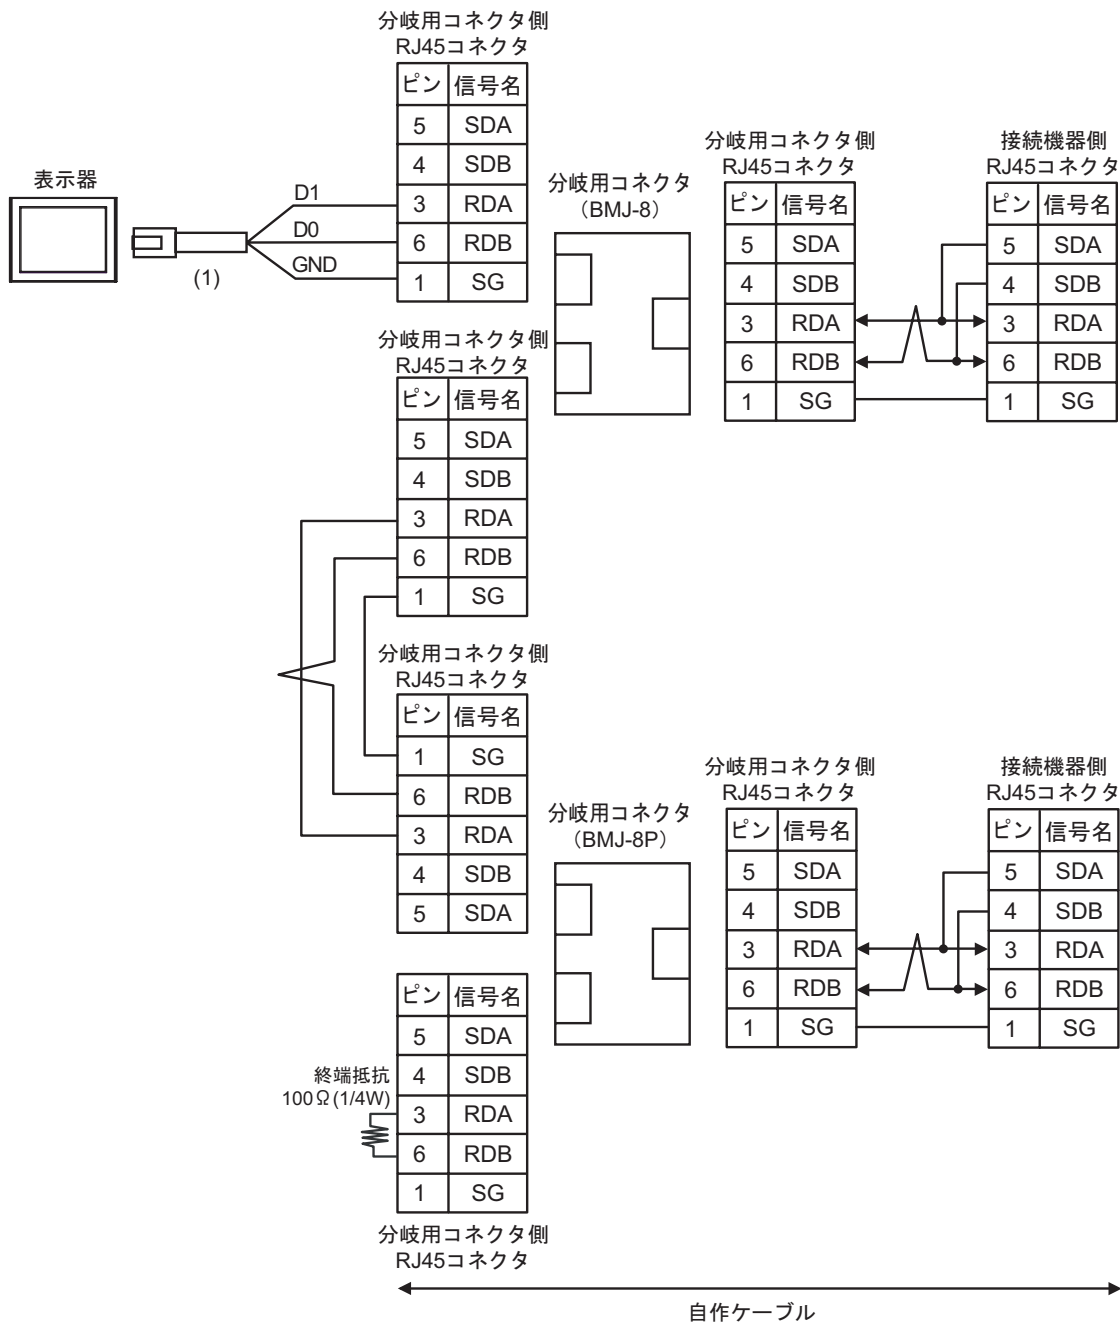 分岐用コネクタ側
RJ45コネクタ
ピン 信号名
5 SDA
4 SDB
3 RDA
6 RDB
1 SG
表示器
(1)
D1
D0
GND
分岐用コネクタ
（BMJ-8）
分岐用コネクタ側
RJ45コネクタ
ピン 信号名
5 SDA
4 SDB
3 RDA
6 RDB
1 SG
接続機器側
RJ45コネクタ
ピン 信号名
5 SDA
4 SDB
3 RDA
6 RDB
1 SG
分岐用コネクタ側
RJ45コネクタ
ピン 信号名
5 SDA
4 SDB
3 RDA
6 RDB
1 SG
分岐用コネクタ側
RJ45コネクタ
ピン 信号名
1 SG
6 RDB
3 RDA
4 SDB
5 SDA
分岐用コネクタ
（BMJ-8P）
分岐用コネクタ側
RJ45コネクタ
ピン 信号名
5 SDA
4 SDB
3 RDA
6 RDB
1 SG
接続機器側
RJ45コネクタ
ピン 信号名
5 SDA
4 SDB
3 RDA
6 RDB
1 SG
終端抵抗
100Ω(1/4W)
ピン 信号名
5 SDA
4 SDB
3 RDA
6 RDB
1 SG
分岐用コネクタ側
RJ45コネクタ
自作ケーブル